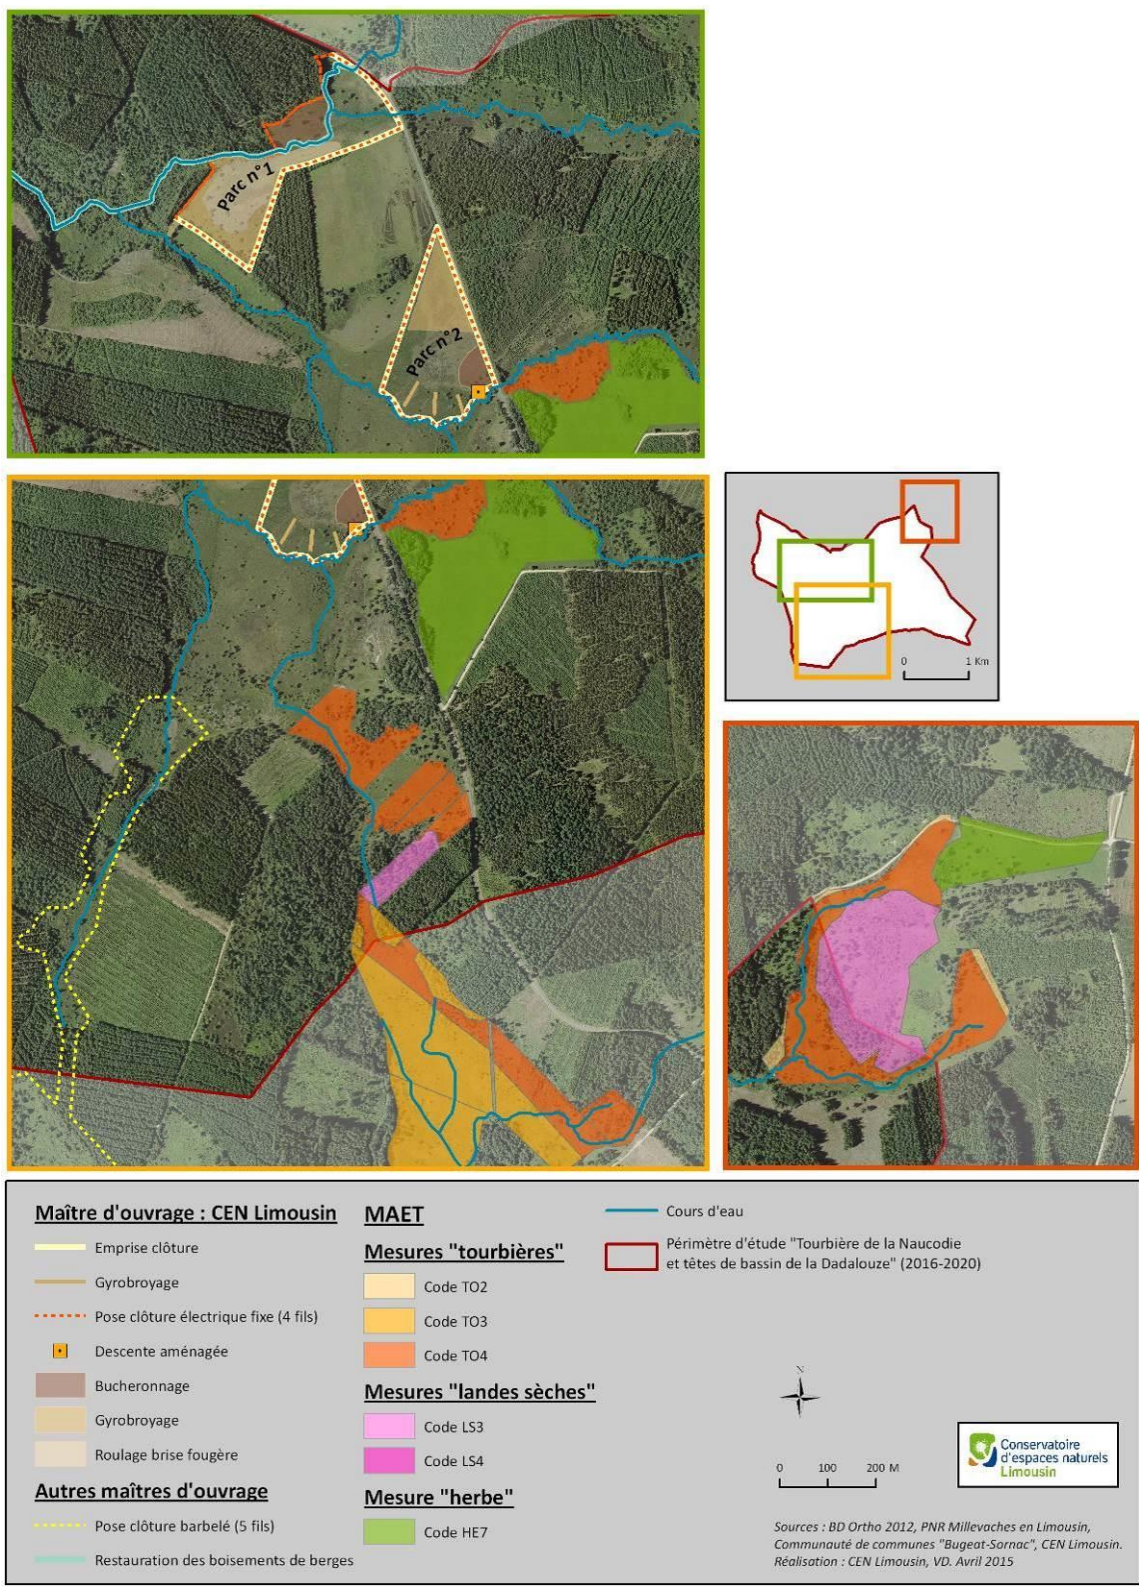 Parc n°1
Parc n°2
0 1 Km
Maître d'ouvrage : CEN Limousin
Emprise clôture
Gyrobroyage
Pose clôture électrique fixe (4 fils)
Descente aménagée
Bucheronnage
Gyrobroyage
Roulage brise fougère
Autres maîtres d'ouvrage
Pose clôture barbelé (5 fils)
Restauration des boisements de berges
MAET
Mesures "tourbières"
Code TO2
Code TO3
Code TO4
Mesures "landes sèches"
Code LS3
Code LS4
Mesure "herbe"
Code HE7
Cours d'eau
Périmètre d'étude "Tourbière de la Naucodie
et têtes de bassin de la Dadalouze" (2016-2020)
N
0 100 200 M
Conservatoire
d'espaces naturels
Limousin
Sources : BD Ortho 2012, PNR Millevaches en Limousin,
Communauté de communes "Bugeat-Sornac", CEN Limousin.
Réalisation : CEN Limousin, VD. Avril 2015